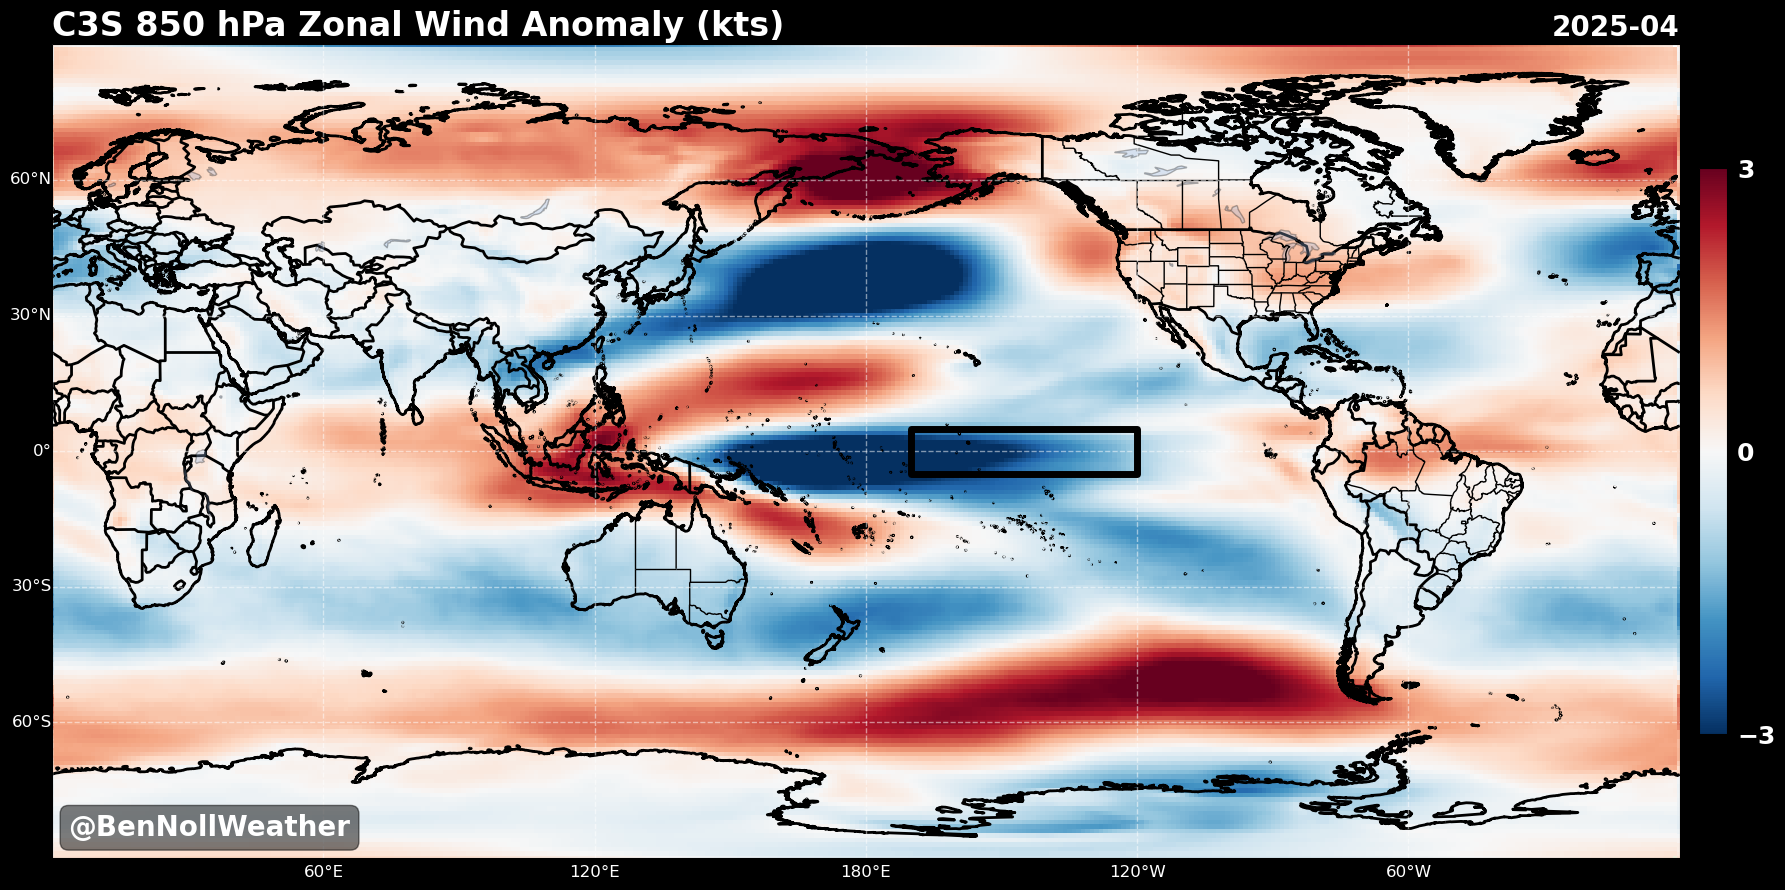 C3S 850 hPa Zonal Wind Anomaly (kts)
2025-04
60°N
30°N
0°
30°S
60°S
3
0
−3
@BenNollWeather
60°E
120°E
180°E
120°W
60°W